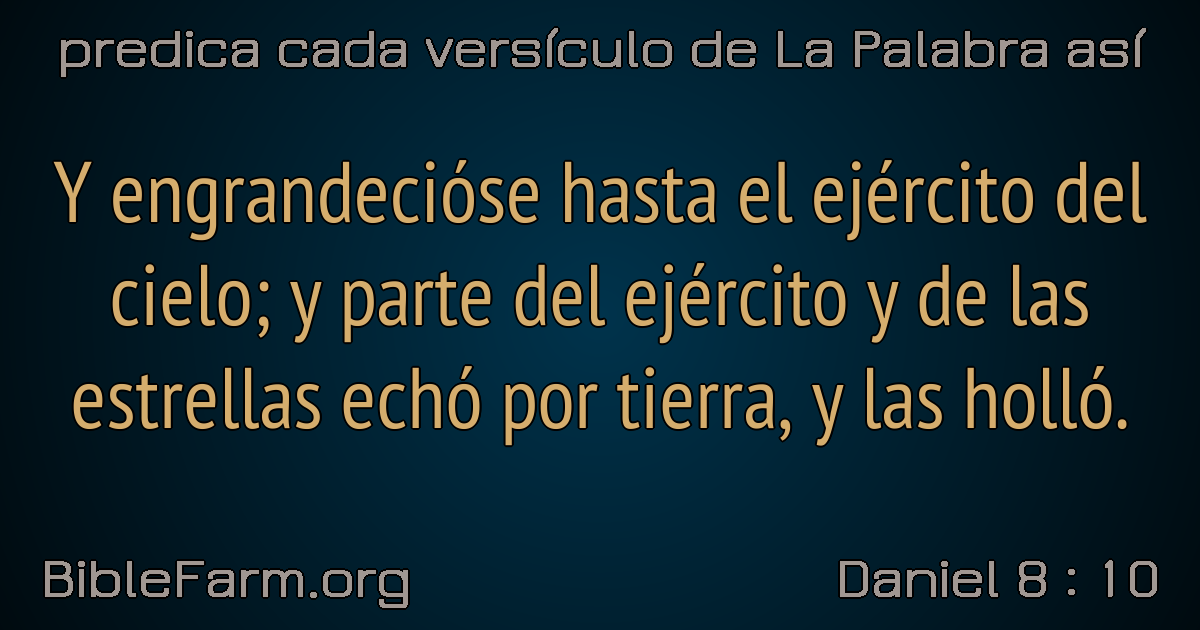 predica cada versículo de La Palabra así
Y engrandecióse hasta el ejército del
cielo; y parte del ejército y de las
estrellas echó por tierra, y las holló.
BibleFarm.org
Daniel 8 : 10